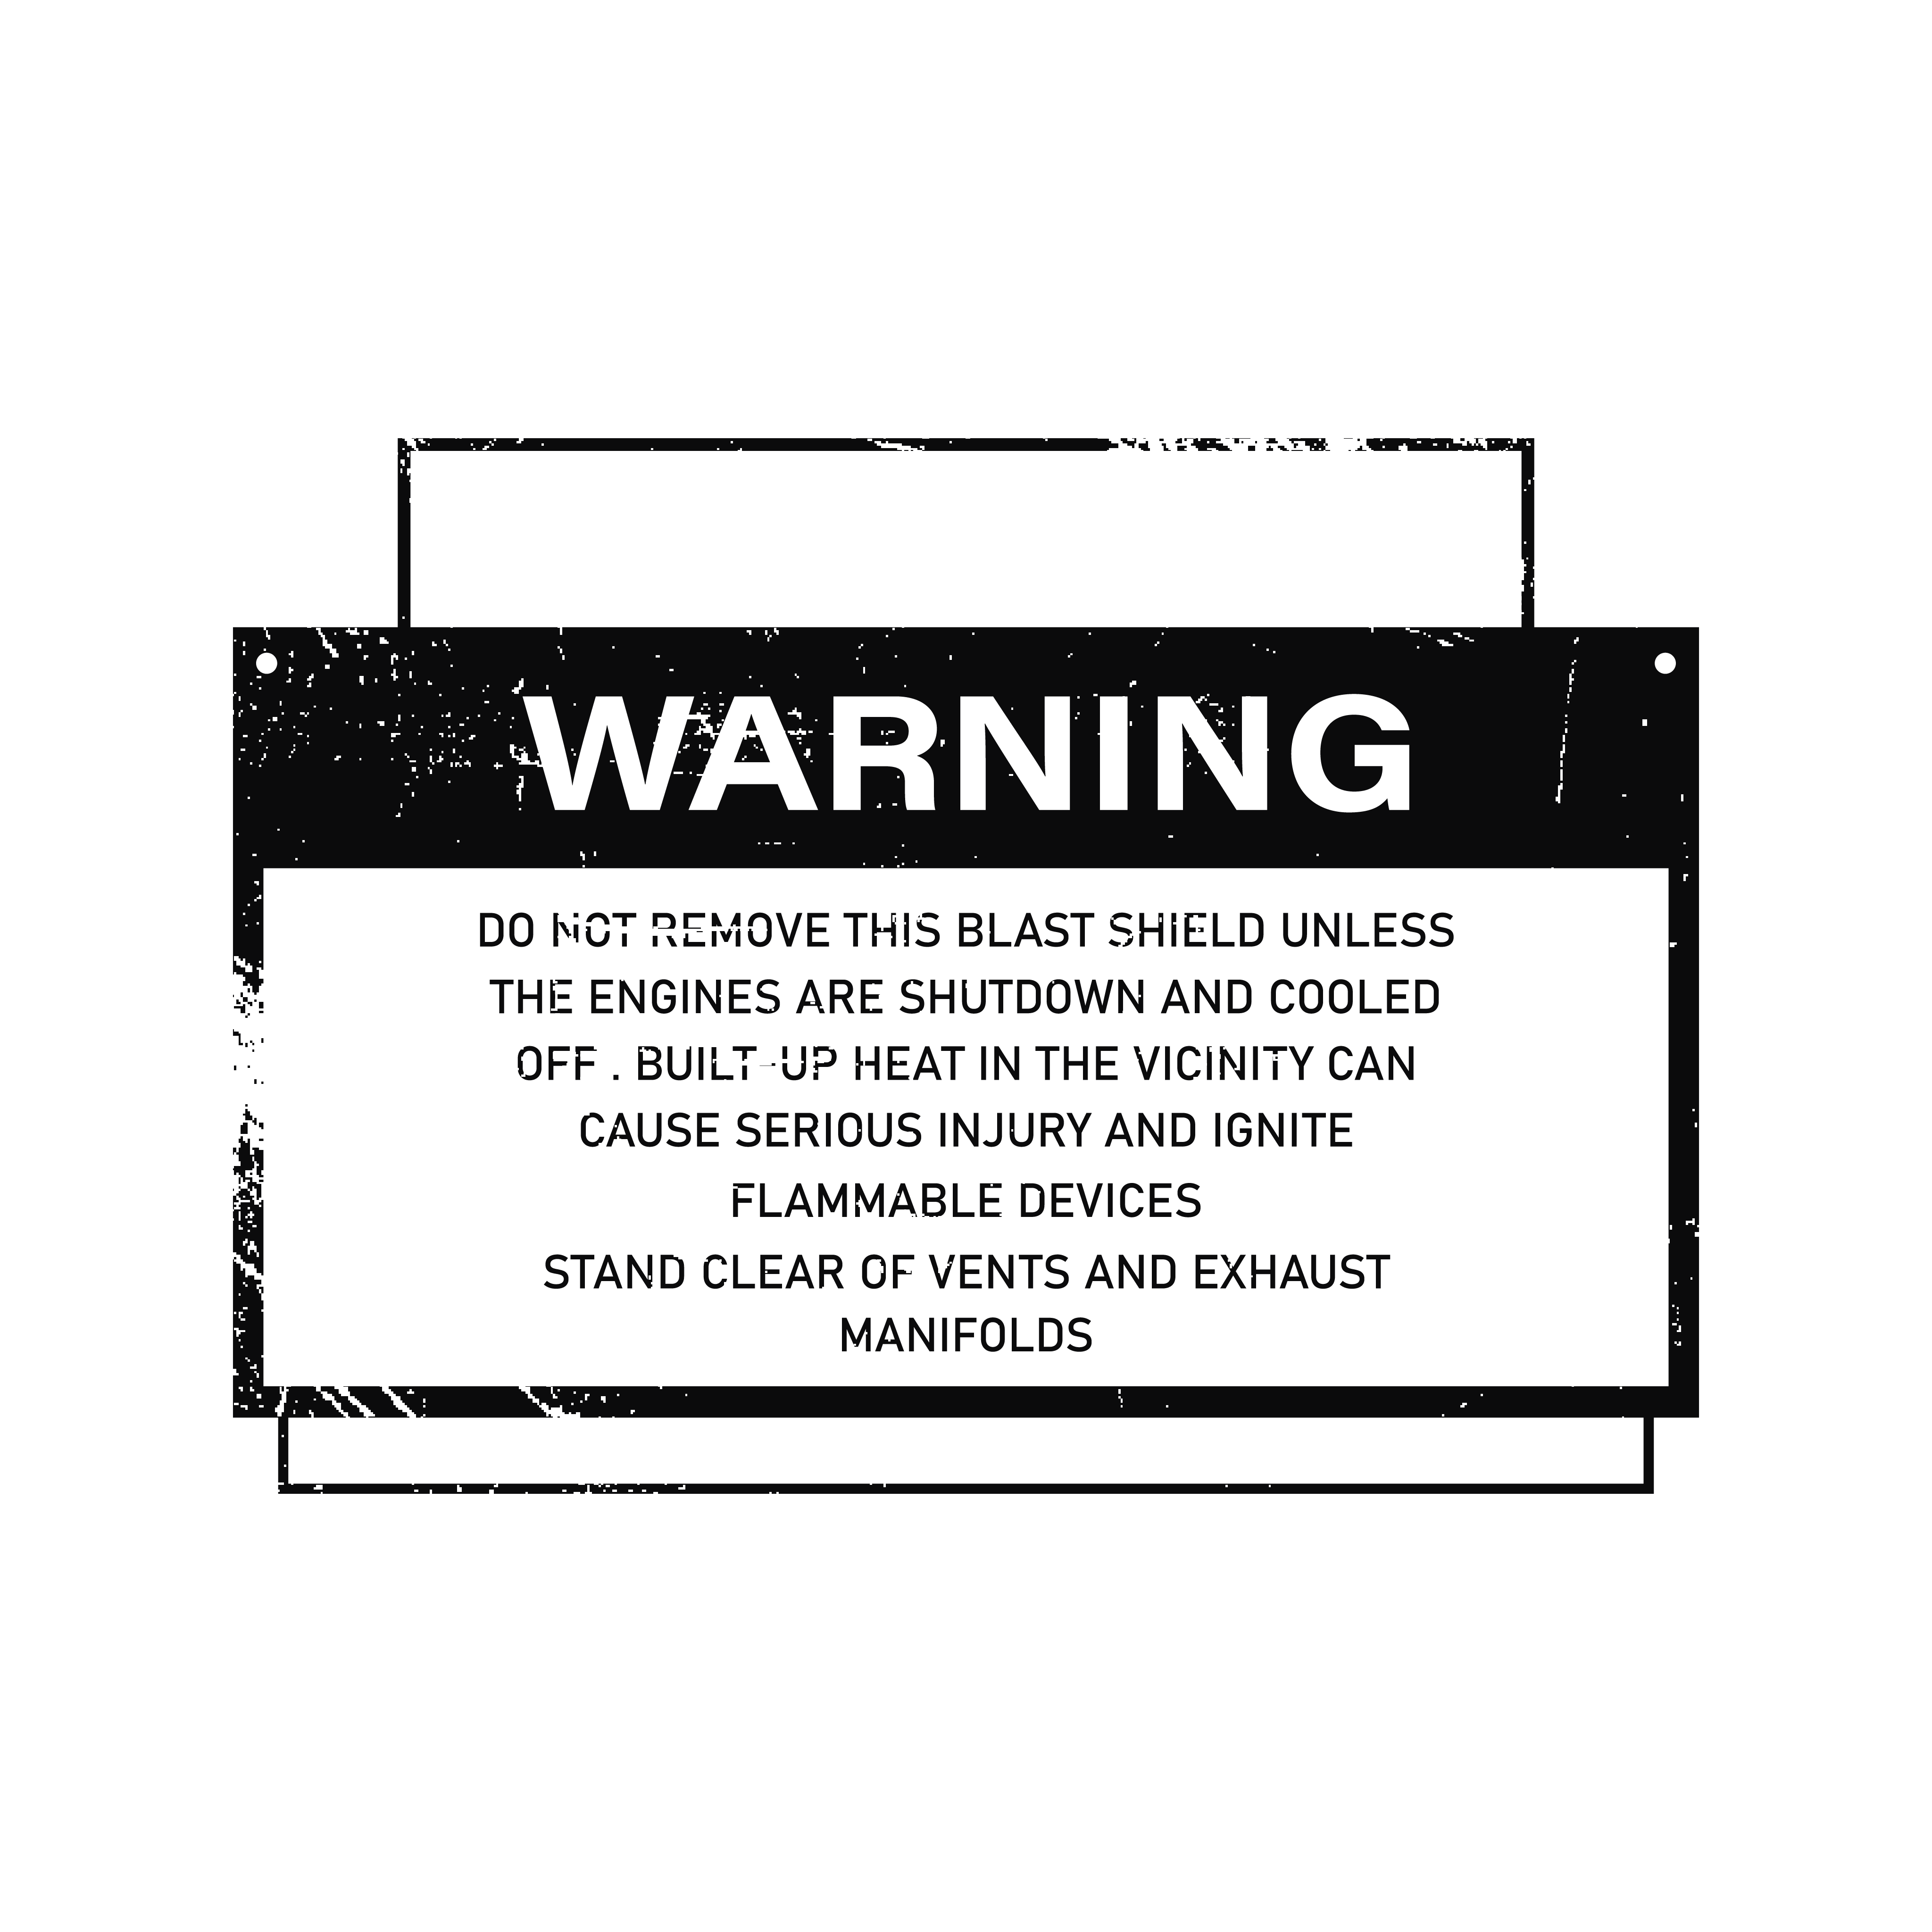 WARNING
DO NOT REMOVE THIS BLAST SHIELD UNLESS
THE ENGINES ARE SHUTDOWN AND COOLED
OFF . BUILT-UP HEAT IN THE VICINITY CAN
CAUSE SERIOUS INJURY AND IGNITE
FLAMMABLE DEVICES
STAND CLEAR OF VENTS AND EXHAUST
MANIFOLDS